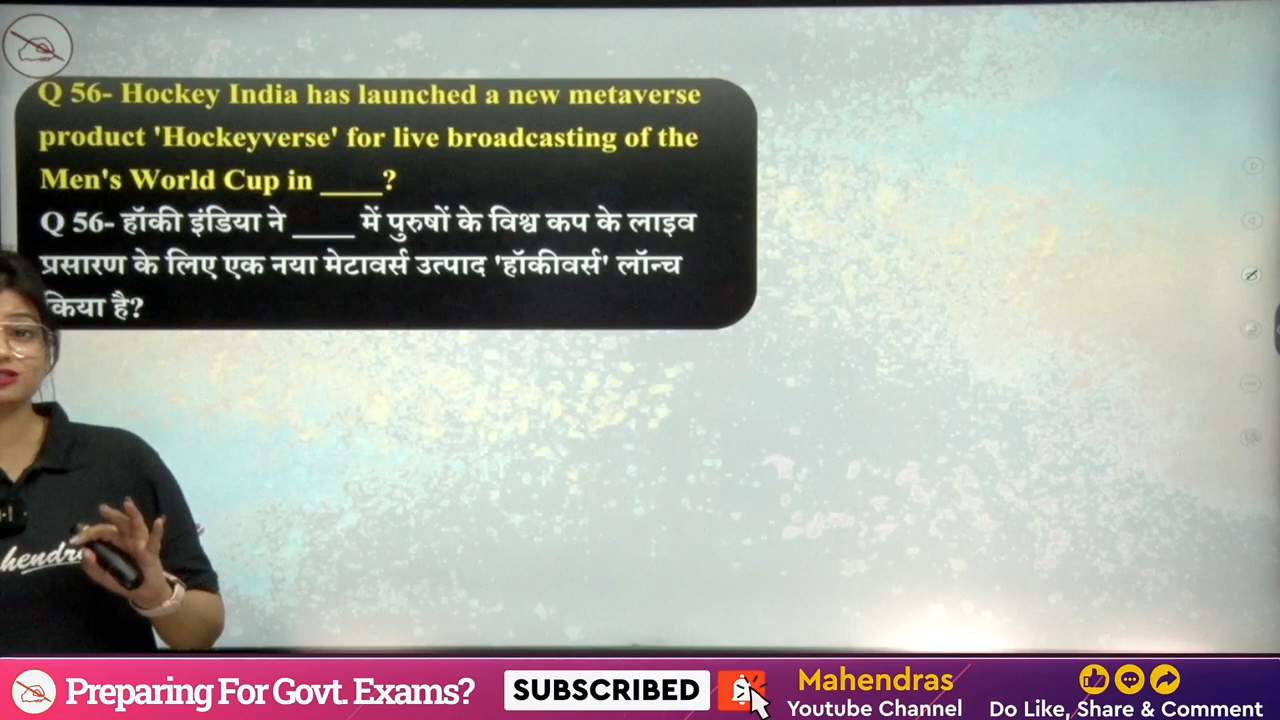 Q 56- Hockey India has launched a new metaverse
product 'Hockeyverse' for live broadcasting of the
Men's World Cup in ____?
Q 56- हॉकी इंडिया ने ____ में पुरुषों के विश्व कप के लाइव
प्रसारण के लिए एक नया मेटावर्स उत्पाद 'हॉकीवर्स' लॉन्च
किया है?
Preparing For Govt. Exams?
SUBSCRIBED
Mahendras
Youtube Channel
Do Like, Share & Comment